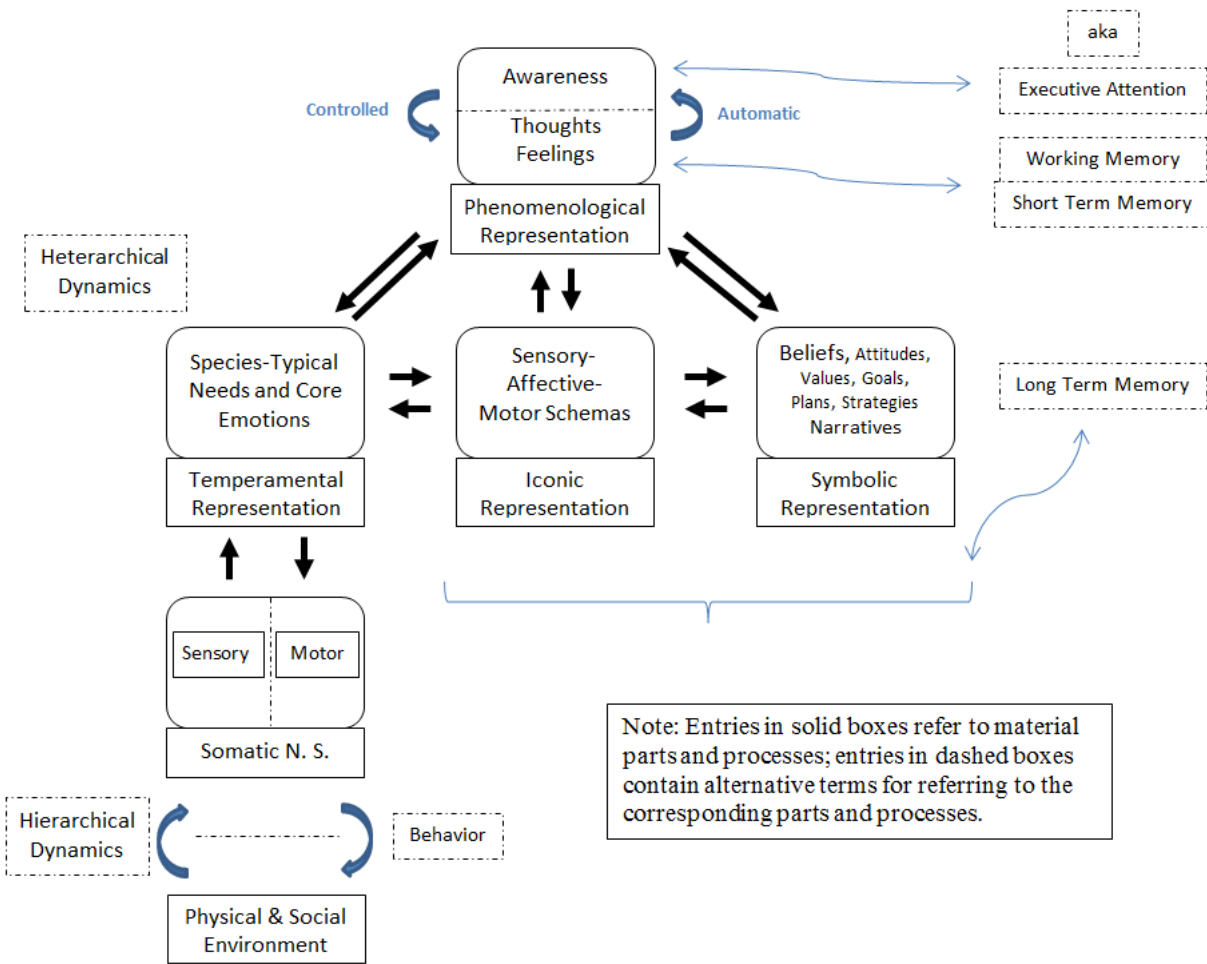 aka
Awareness
Executive Attention
Controlled
Automatic
Thoughts
Feelings
Working Memory
Short Term Memory
Phenomenological
Representation
Heterarchical
Dynamics
Species-Typical
Needs and Core
Emotions
Sensory-
Affective-
Motor Schemas
Beliefs, Attitudes,
Values, Goals,
Plans, Strategies
Narratives
Long Term Memory
Temperamental
Representation
Iconic
Representation
Symbolic
Representation
Sensory
Motor
Somatic N. S.
Note: Entries in solid boxes refer to material
parts and processes; entries in dashed boxes
contain alternative terms for referring to the
corresponding parts and processes.
Hierarchical
Dynamics
Behavior
Physical & Social
Environment